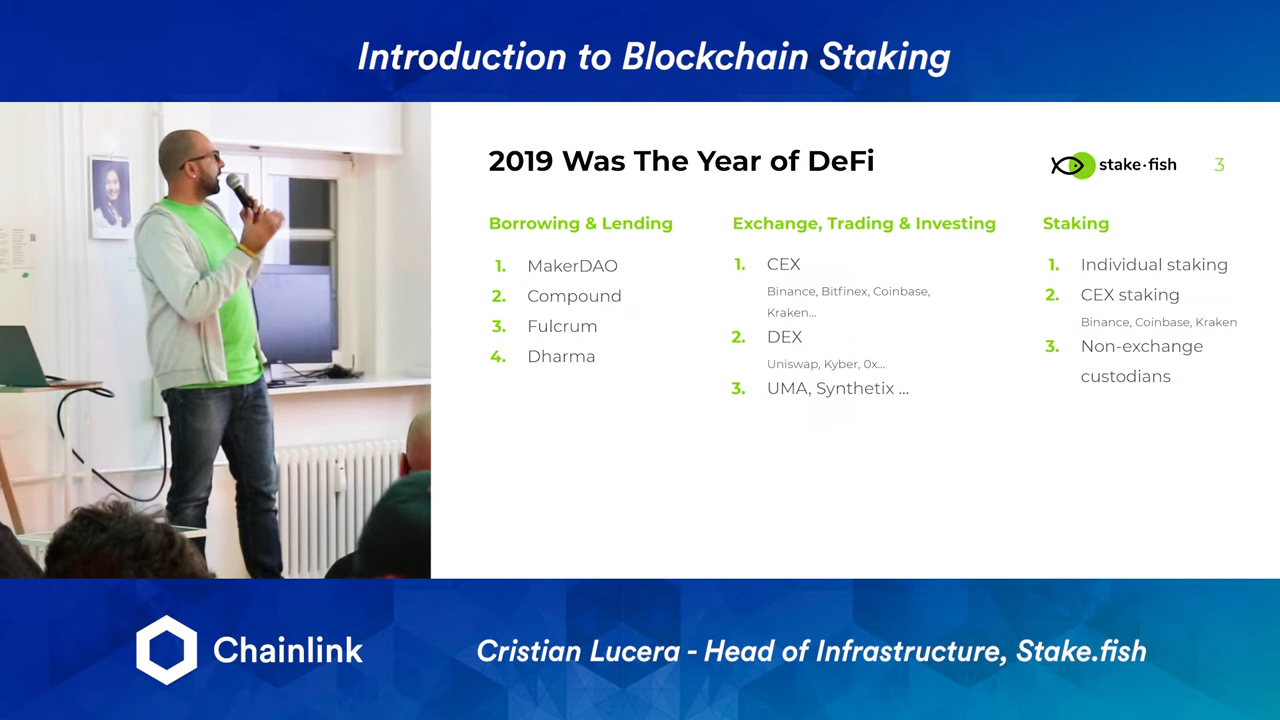 Introduction to Blockchain Staking
2019 Was The Year of DeFi
stake·fish
3
Borrowing & Lending
1. MakerDAO
2. Compound
3. Fulcrum
4. Dharma
Exchange, Trading & Investing
1. CEX
Binance, Bitfinex, Coinbase,
Kraken...
2. DEX
Uniswap, Kyber, 0x...
3. UMA, Synthetix ...
Staking
1. Individual staking
2. CEX staking
Binance, Coinbase, Kraken
3. Non-exchange
custodians
Chainlink
Cristian Lucera - Head of Infrastructure, Stake.fish